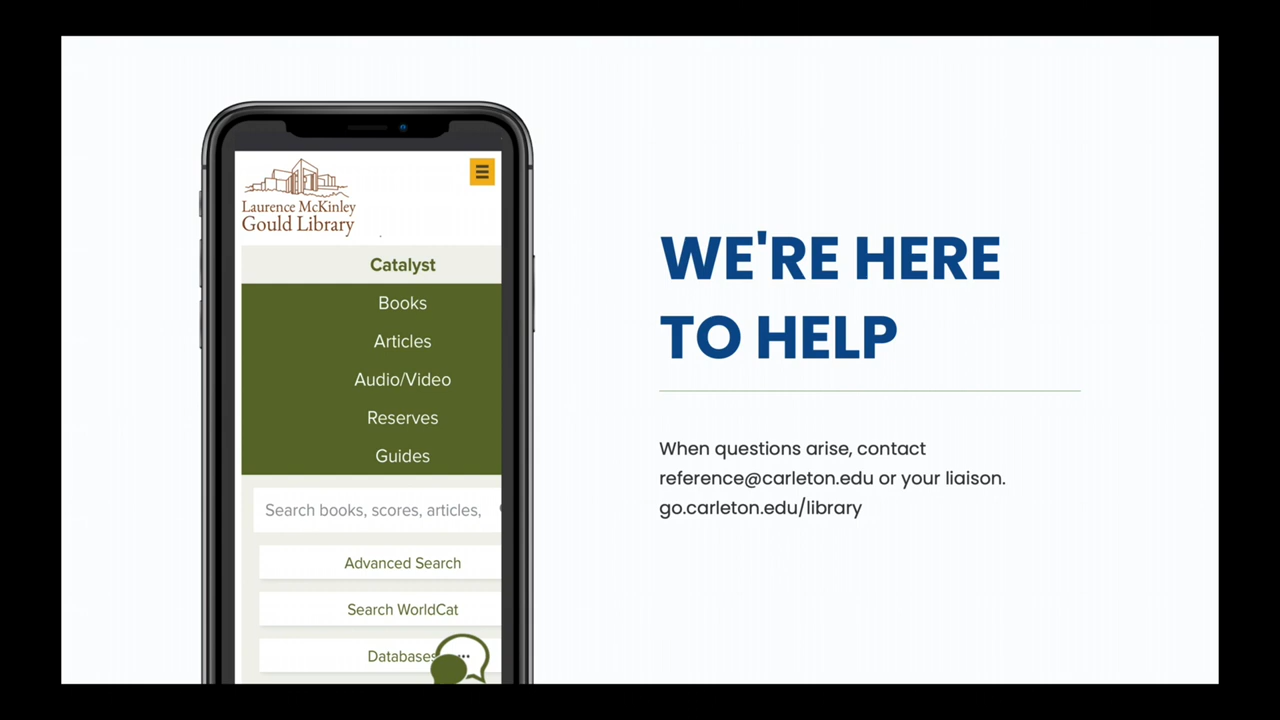 Laurence McKinley
Gould Library
Catalyst
Books
Articles
Audio/Video
Reserves
Guides
Search books, scores, articles,
Advanced Search
Search WorldCat
Databases
WE'RE HERE
TO HELP
When questions arise, contact
reference@carleton.edu or your liaison.
go.carleton.edu/library